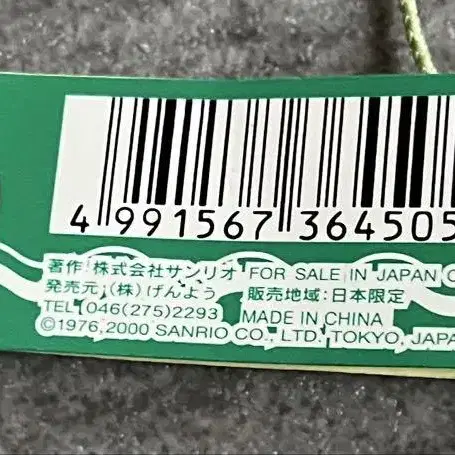 4 991567 364505
著作 株式会社サンリオ FOR SALE IN JAPAN
発売元:(株)げんよう 販売地域:日本限定
TEL 046(275)2293 MADE IN CHINA
©1976,2000 SANRIO CO., LTD. TOKYO, JAPA